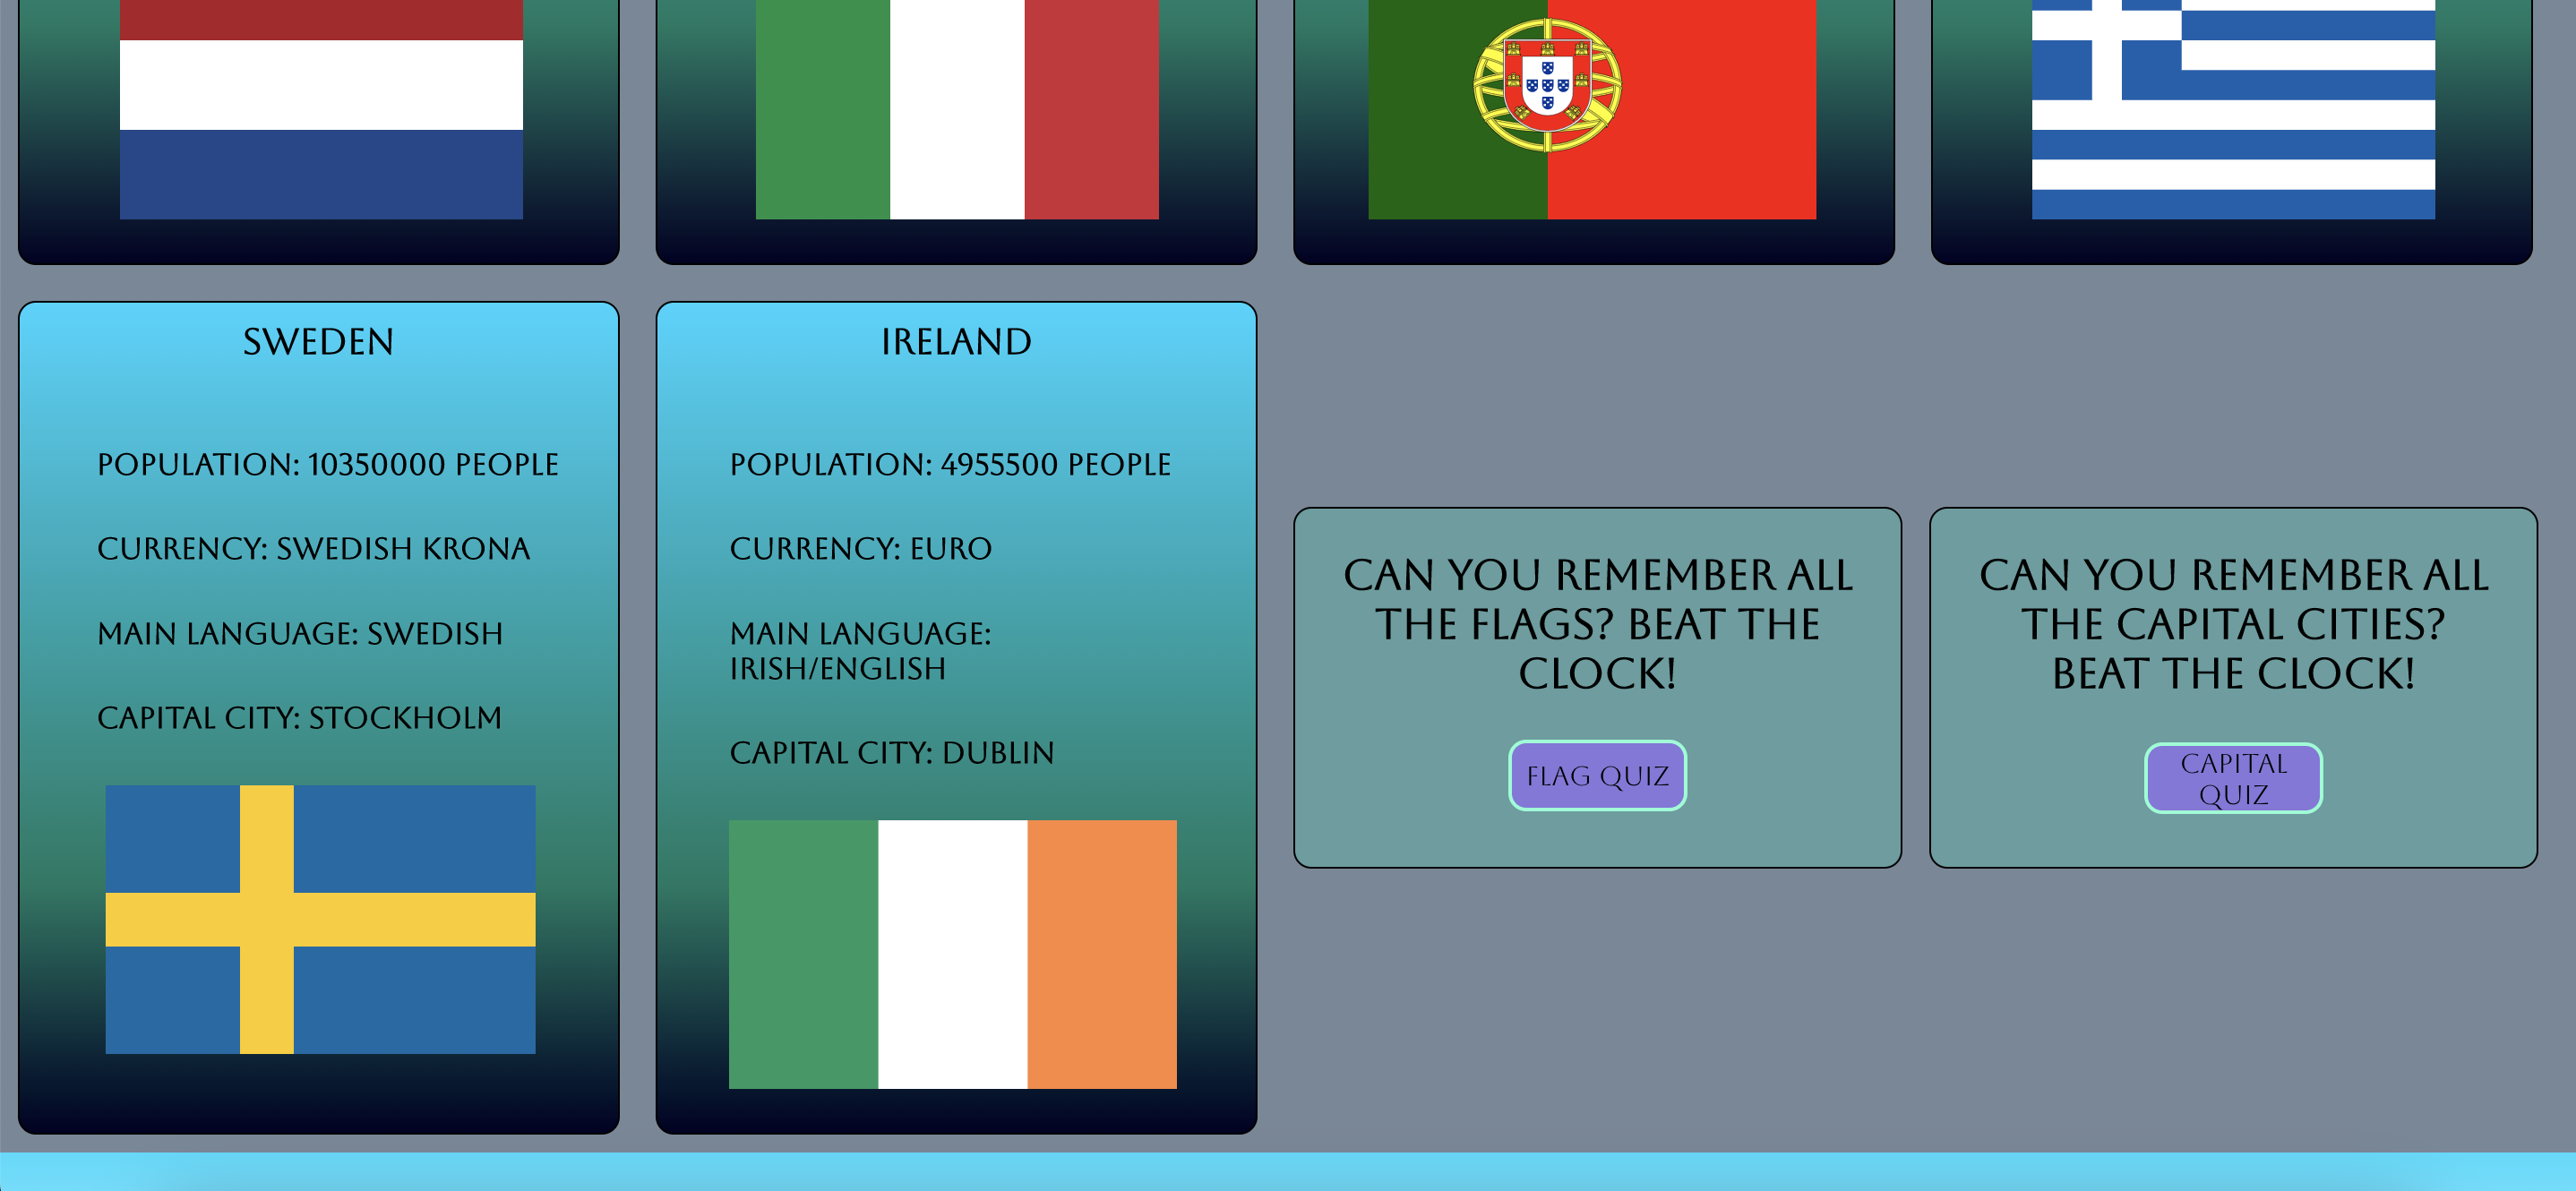 SWEDEN
POPULATION: 10350000 PEOPLE
CURRENCY: SWEDISH KRONA
MAIN LANGUAGE: SWEDISH
CAPITAL CITY: STOCKHOLM
IRELAND
POPULATION: 4955500 PEOPLE
CURRENCY: EURO
MAIN LANGUAGE:
IRISH/ENGLISH
CAPITAL CITY: DUBLIN
CAN YOU REMEMBER ALL
THE FLAGS? BEAT THE
CLOCK!
FLAG QUIZ
CAN YOU REMEMBER ALL
THE CAPITAL CITIES?
BEAT THE CLOCK!
CAPITAL
QUIZ